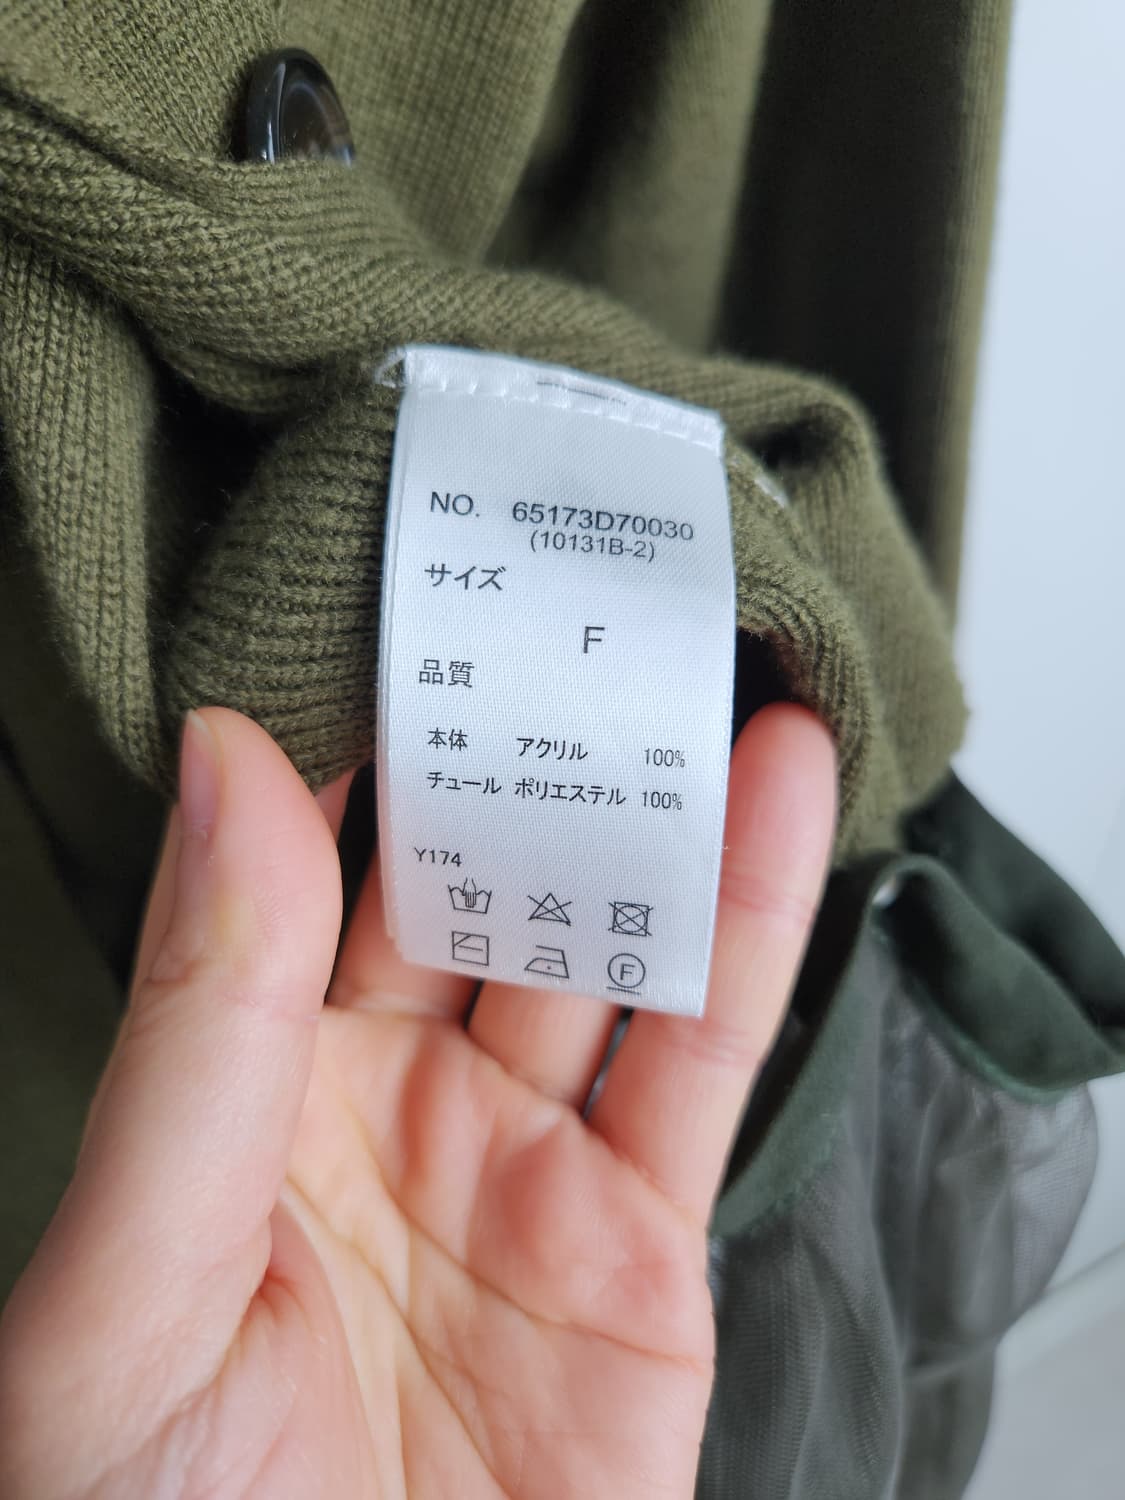 NO. 65173D70030
(10131B-2)
サイズ
F
品質
本体 アクリル 100%
チュール ポリエステル 100%
Y174
F